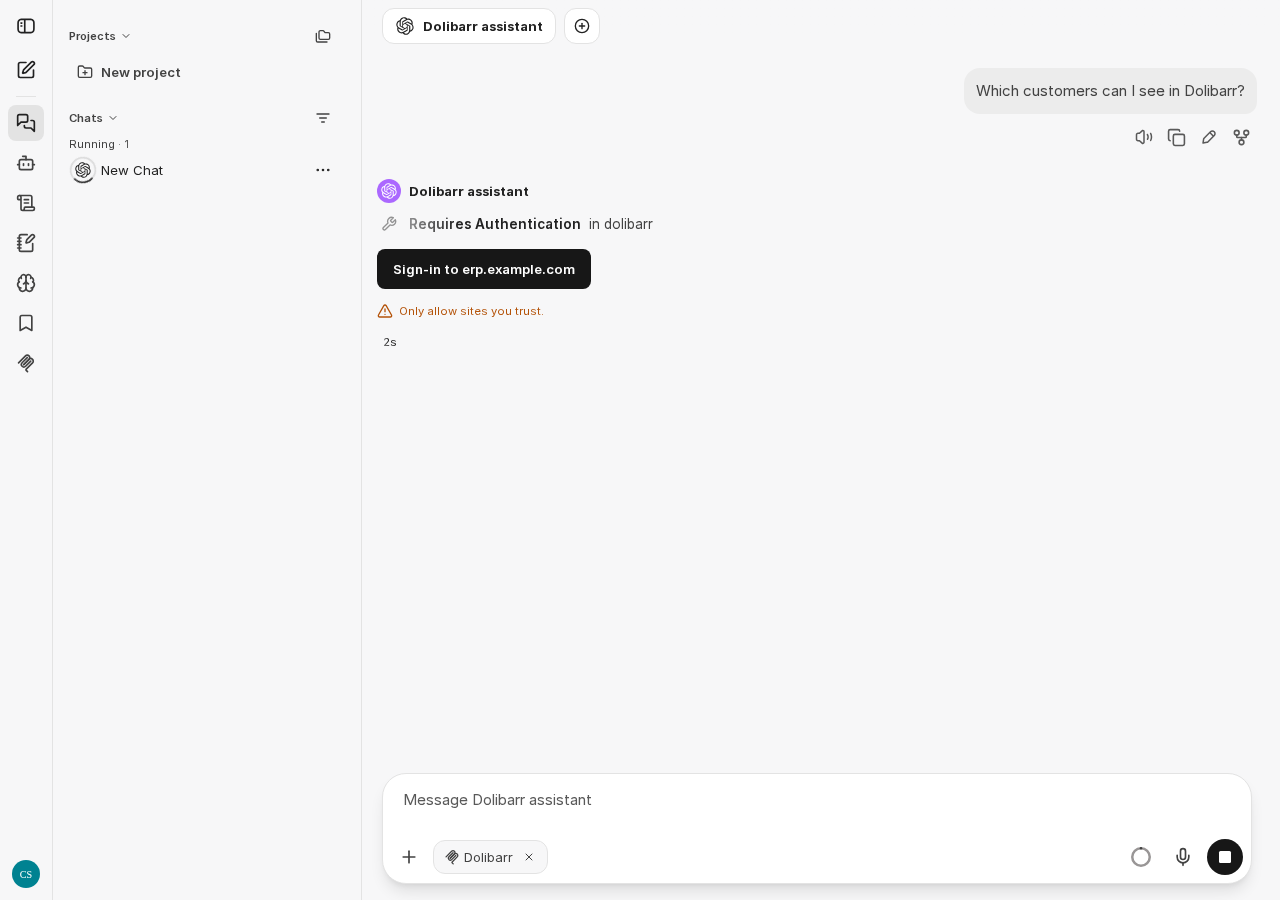 Projects
New project
Chats
Running · 1
New Chat
CS
Dolibarr assistant
Which customers can I see in Dolibarr?
Dolibarr assistant
Requires Authentication in dolibarr
Sign-in to erp.example.com
Only allow sites you trust.
2s
Message Dolibarr assistant
Dolibarr